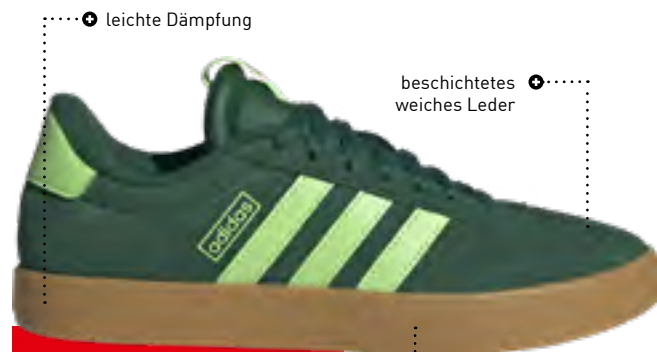 leichte Dämpfung
beschichtetes
weiches Leder
adidas